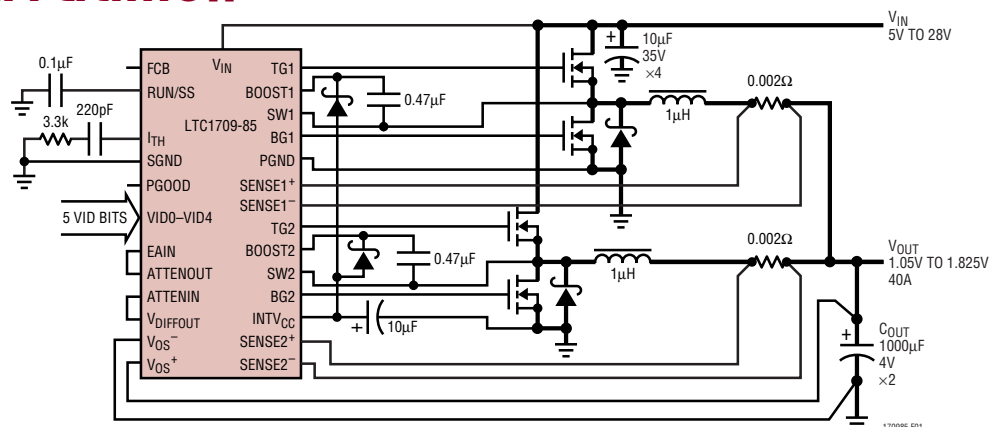 V_IN
5V TO 28V
10µF
35V
×4
0.1µF
220pF
3.3k
5 VID BITS
V_IN
LTC1709-85
FCB
RUN/SS
I_TH
SGND
PGOOD
VID0–VID4
EAIN
ATTENOUT
ATTENIN
V_DIFFOUT
V_OS⁻
V_OS⁺
TG1
BOOST1
SW1
BG1
PGND
SENSE1⁺
SENSE1⁻
TG2
BOOST2
SW2
BG2
INTV_CC
SENSE2⁺
SENSE2⁻
0.47µF
0.47µF
10µF
1µH
0.002Ω
1µH
0.002Ω
V_OUT
1.05V TO 1.825V
40A
C_OUT
1000µF
4V
×2